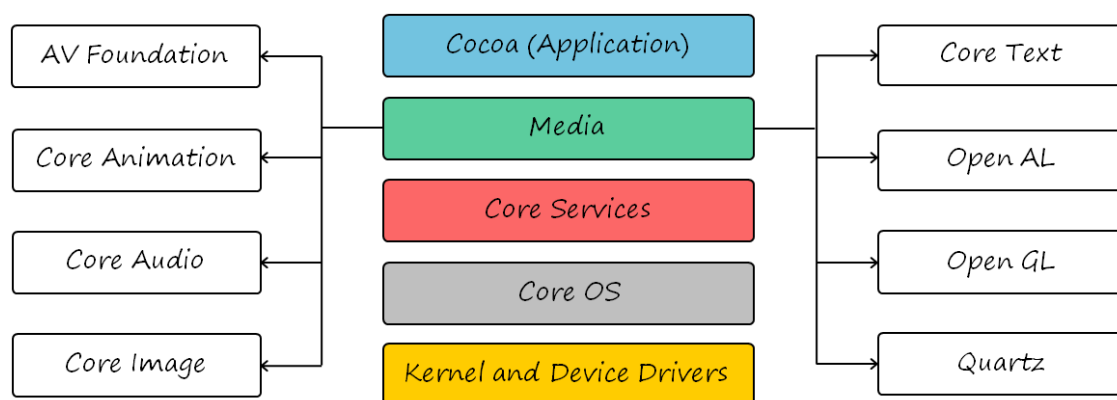 AV Foundation
Core Animation
Core Audio
Core Image
Cocoa (Application)
Media
Core Services
Core OS
Kernel and Device Drivers
Core Text
Open AL
Open GL
Quartz